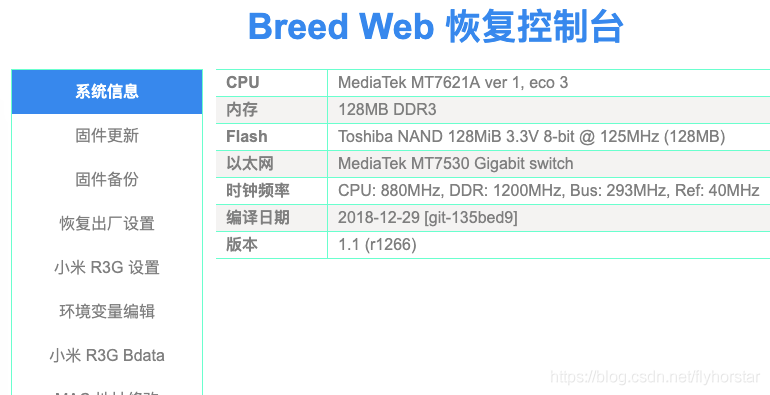 Breed Web 恢复控制台
系统信息
固件更新
固件备份
恢复出厂设置
小米 R3G 设置
环境变量编辑
小米 R3G Bdata
MAC 地址修改
CPU MediaTek MT7621A ver 1, eco 3
内存 128MB DDR3
Flash Toshiba NAND 128MiB 3.3V 8-bit @ 125MHz (128MB)
以太网 MediaTek MT7530 Gigabit switch
时钟频率 CPU: 880MHz, DDR: 1200MHz, Bus: 293MHz, Ref: 40MHz
编译日期 2018-12-29 [git-135bed9]
版本 1.1 (r1266)
https://blog.csdn.net/flyhorstar